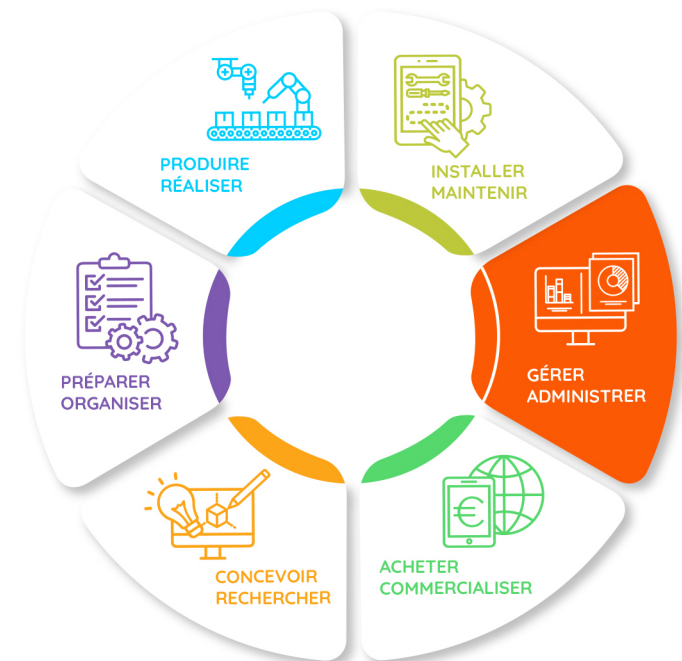 PRODUIRE
RÉALISER
INSTALLER
MAINTENIR
GÉRER
ADMINISTRER
ACHETER
COMMERCIALISER
CONCEVOIR
RECHERCHER
PRÉPARER
ORGANISER
€